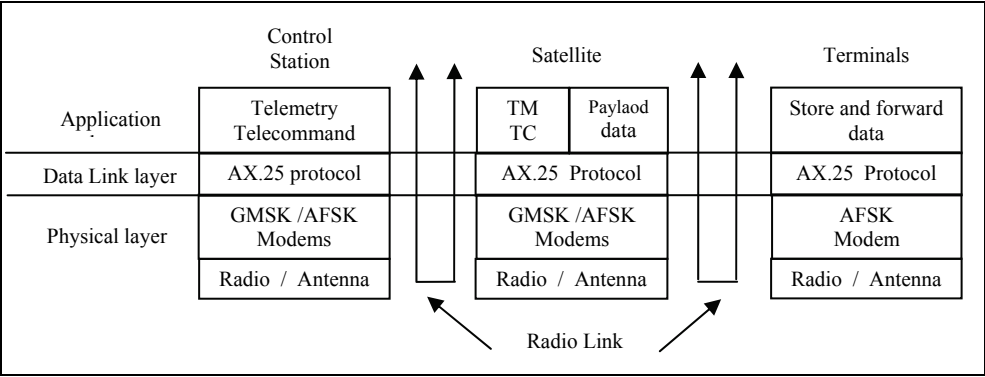 Control
Station
Satellite
Terminals
Application
Telemetry
Telecommand
TM
TC
Paylaod
data
Store and forward
data
Data Link layer
AX.25 protocol
AX.25 Protocol
AX.25 Protocol
Physical layer
GMSK /AFSK
Modems
GMSK /AFSK
Modems
AFSK
Modem
Radio / Antenna
Radio / Antenna
Radio / Antenna
Radio Link